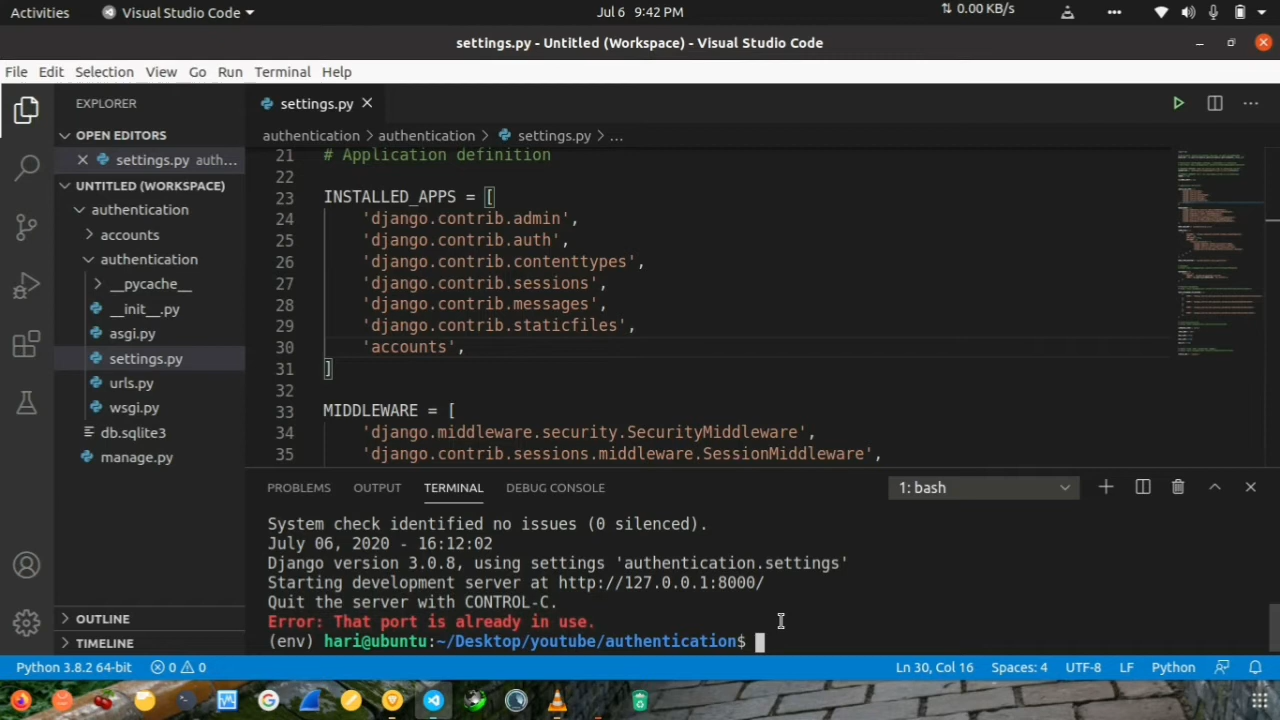 Activities
Visual Studio Code
Jul 6 9:42 PM
0.00 KB/s
settings.py - Untitled (Workspace) - Visual Studio Code
File Edit Selection View Go Run Terminal Help
EXPLORER
OPEN EDITORS
settings.py auth...
UNTITLED (WORKSPACE)
authentication
accounts
authentication
__pycache__
__init__.py
asgi.py
settings.py
urls.py
wsgi.py
db.sqlite3
manage.py
OUTLINE
TIMELINE
settings.py
authentication > authentication > settings.py > ...
21 # Application definition
22
23 INSTALLED_APPS = [
24 'django.contrib.admin',
25 'django.contrib.auth',
26 'django.contrib.contenttypes',
27 'django.contrib.sessions',
28 'django.contrib.messages',
29 'django.contrib.staticfiles',
30 'accounts',
31 ]
32
33 MIDDLEWARE = [
34 'django.middleware.security.SecurityMiddleware',
35 'django.contrib.sessions.middleware.SessionMiddleware',
PROBLEMS OUTPUT TERMINAL DEBUG CONSOLE
1: bash
System check identified no issues (0 silenced).
July 06, 2020 - 16:12:02
Django version 3.0.8, using settings 'authentication.settings'
Starting development server at http://127.0.0.1:8000/
Quit the server with CONTROL-C.
Error: That port is already in use.
(env) hari@ubuntu:~/Desktop/youtube/authentication$
Python 3.8.2 64-bit 0 0
Ln 30, Col 16 Spaces: 4 UTF-8 LF Python